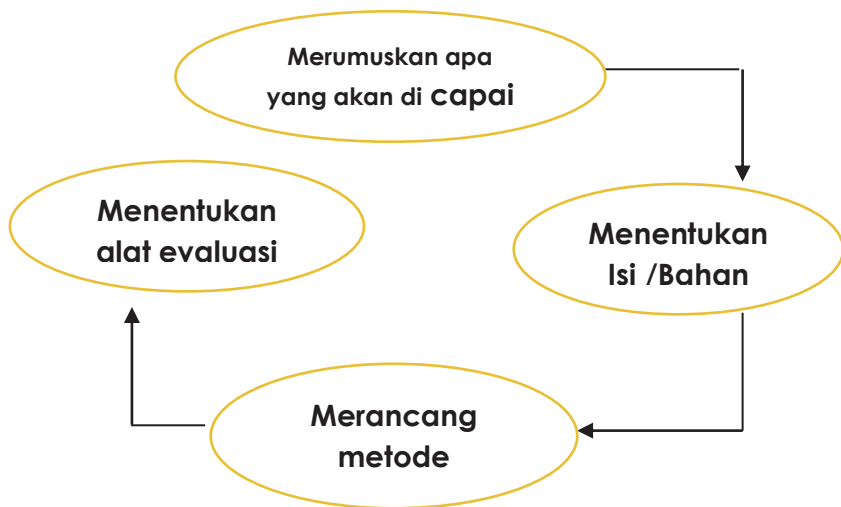 Merumuskan apa
yang akan di capai
Menentukan
Isi /Bahan
Merancang
metode
Menentukan
alat evaluasi